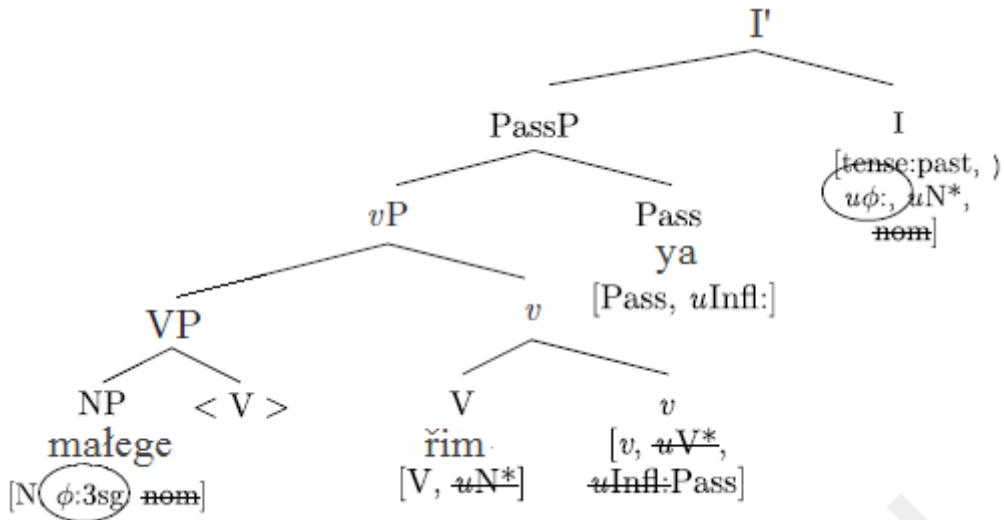 I'
PassP I
[tense:past, )
uϕ:, uN*,
nom]
vP Pass
ya
[Pass, uInfl:]
VP v
NP < V > V v
małege řim [v, uV*,
[N ϕ:3sg nom] [V, uN*] uInfl:Pass]